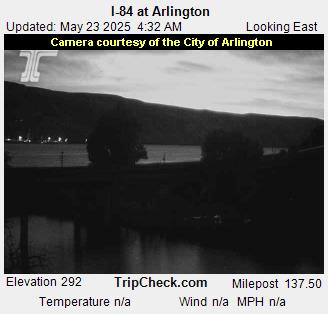 I-84 at Arlington
Updated: May 23 2025 4:32 AM Looking East
Camera courtesy of the City of Arlington
Elevation 292 TripCheck.com Milepost 137.50
Temperature n/a Wind n/a MPH n/a